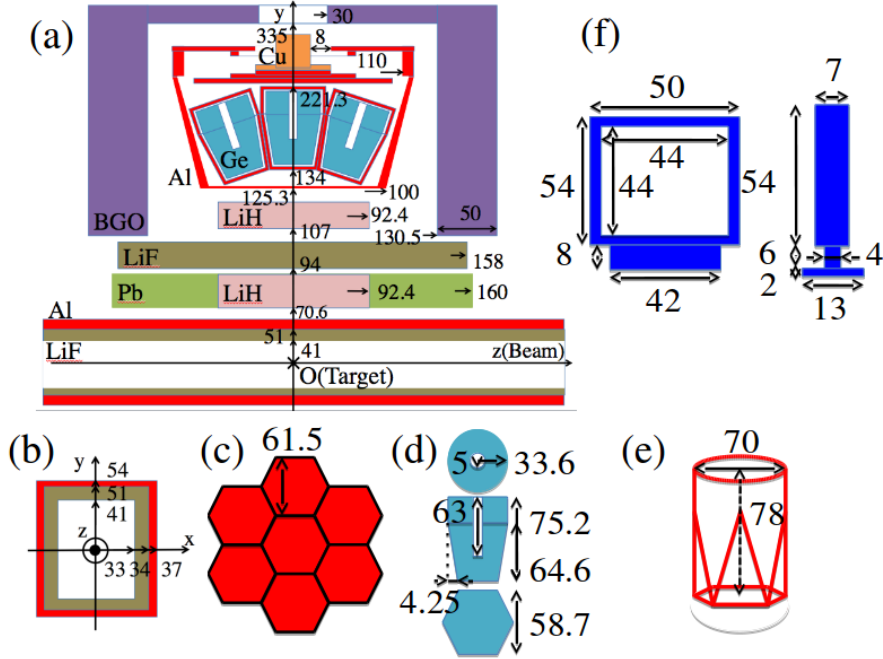 (a)
y
30
335
8
Cu
110
221.3
Ge
134
Al
100
125.3
BGO
LiH
92.4
50
107
130.5
LiF
158
94
Pb
LiH
92.4
160
Al
70.6
51
LiF
41
z(Beam)
O(Target)
(b)
y
54
51
41
z
x
33 34 37
(c)
61.5
(d)
5
33.6
63
75.2
64.6
4.25
58.7
(e)
70
78
(f)
50
7
44
54
44
54
8
6
4
2
42
13